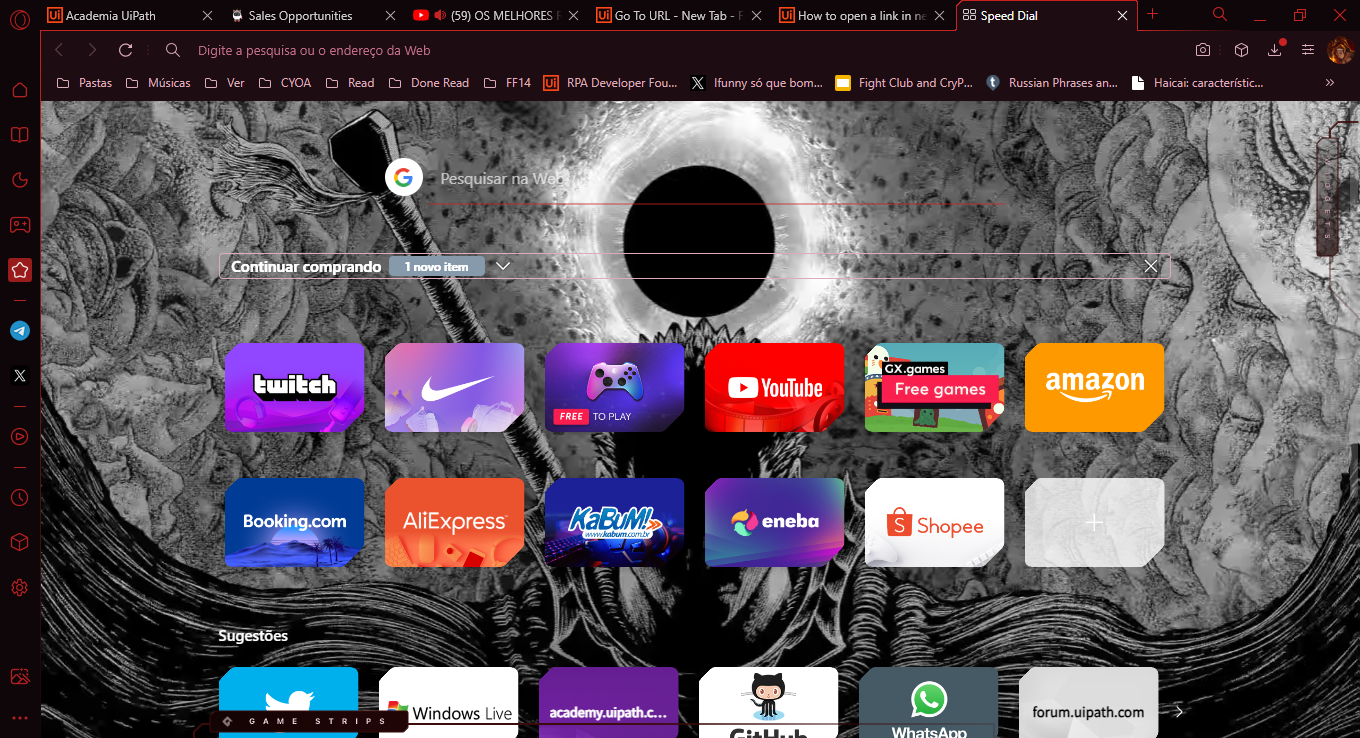 Academia UiPath
Sales Opportunities
(59) OS MELHORES
Go To URL - New Tab -
How to open a link in ne
Speed Dial
Digite a pesquisa ou o endereço da Web
Pastas
Músicas
Ver
CYOA
Read
Done Read
FF14
Ui RPA Developer Fou...
Ifunny só que bom...
Fight Club and CryP...
Russian Phrases an...
Haicai: característic...
Pesquisar na Web
Continuar comprando 1 novo item
twitch
FREE TO PLAY
YouTube
GX.games
Free games
amazon
Booking.com
AliExpress
KaBuM!
www.kabum.com.br
eneba
Shopee
Sugestões
Windows Live
academy.uipath.c...
GitHub
WhatsApp
forum.uipath.com
GAME STRIPS